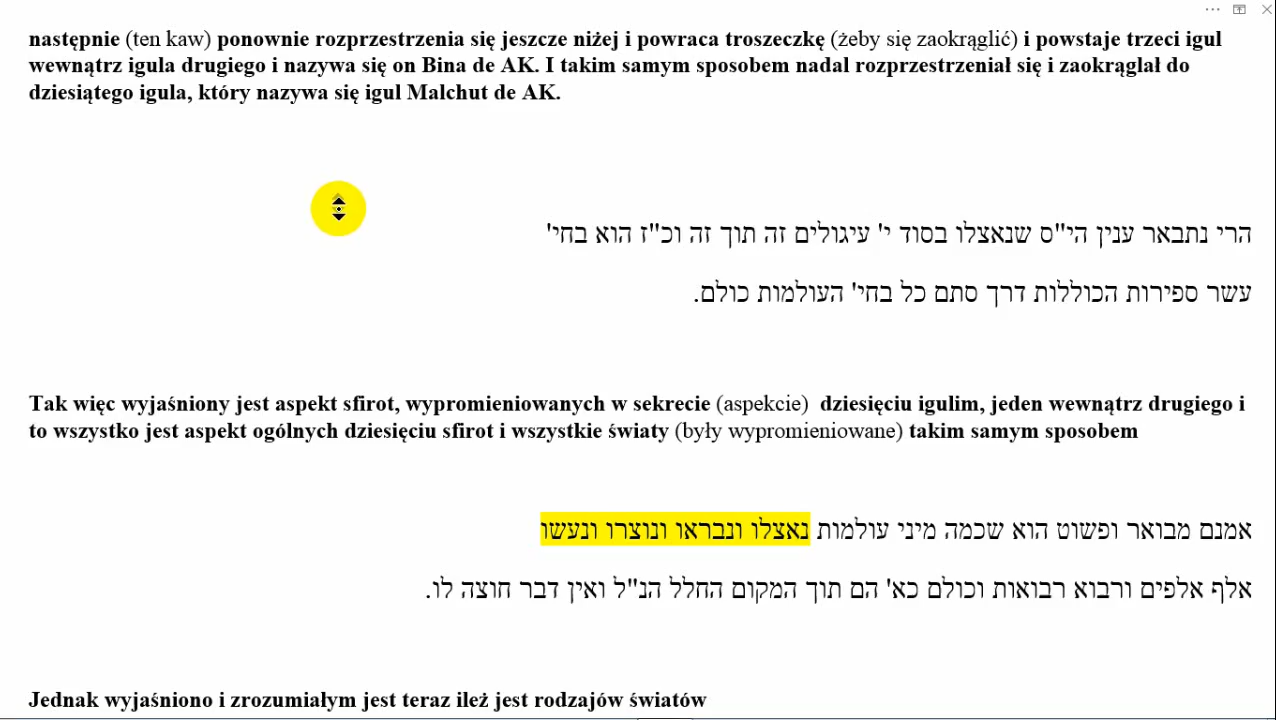 następnie (ten kaw) ponownie rozprzestrzenia się jeszcze niżej i powraca troszeczkę (żeby się zaokrąglić) i powstaje trzeci igul
wewnątrz igula drugiego i nazywa się on Bina de AK. I takim samym sposobem nadal rozprzestrzeniał się i zaokrąglał do
dziesiątego igula, który nazywa się igul Malchut de AK.
הרי נתבאר ענין הי"ס שנאצלו בסוד י' עיגולים זה תוך זה וכ"ז הוא בחי'
עשר ספירות הכוללות דרך סתם כל בחי' העולמות כולם.
Tak więc wyjaśniony jest aspekt sfirot, wypromieniowanych w sekrecie (aspekcie) dziesięciu igulim, jeden wewnątrz drugiego i
to wszystko jest aspekt ogólnych dziesięciu sfirot i wszystkie światy (były wypromieniowane) takim samym sposobem
אמנם מבואר ופשוט הוא שכמה מיני עולמות נאצלו ונבראו ונוצרו ונעשו
אלף אלפים ורבוא רבואות וכולם כא' הם תוך המקום החלל הנ"ל ואין דבר חוצה לו.
Jednak wyjaśniono i zrozumiałym jest teraz ileż jest rodzajów światów